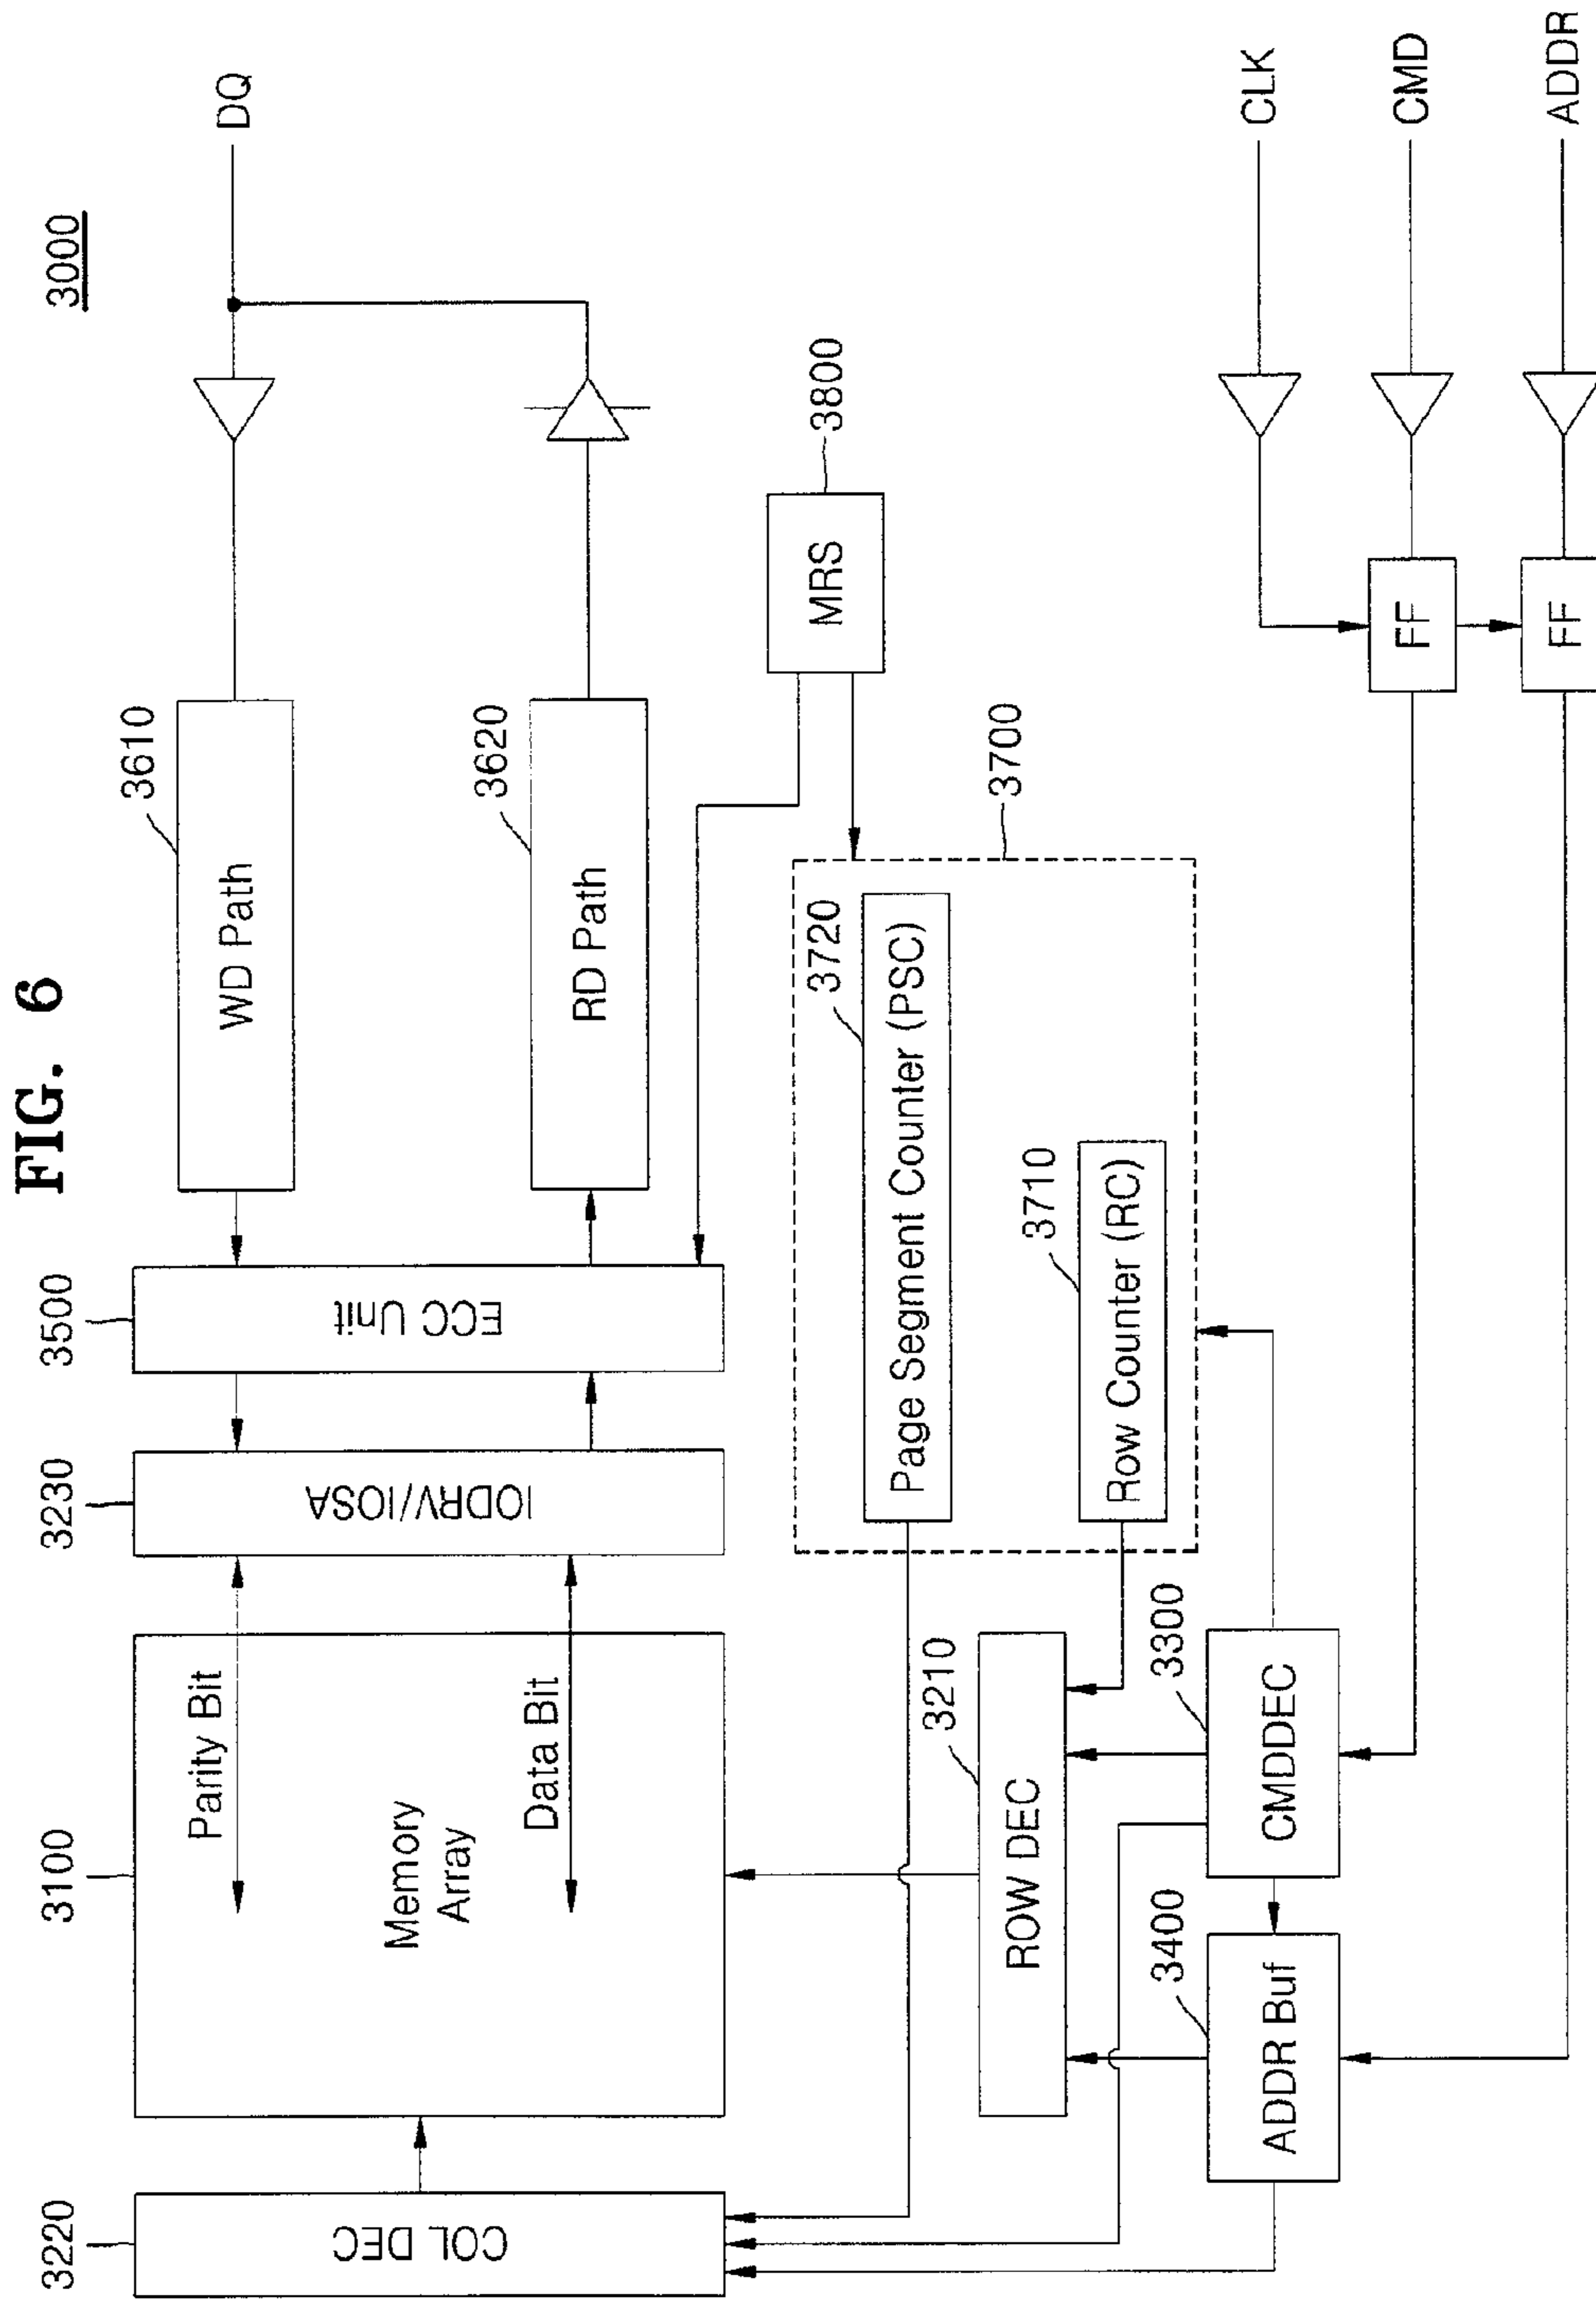 FIG. 6
3000
3220
3100
3230
3500
3610
3620
DQ
COL DEC
Parity Bit
Memory
Array
Data Bit
IODRV/IOSA
ECC Unit
WD Path
RD Path
MRS
3800
3700
3720
Page Segment Counter (PSC)
3710
Row Counter (RC)
3210
ROW DEC
3400
ADDR Buf
3300
CMDDEC
FF
FF
CLK
CMD
ADDR